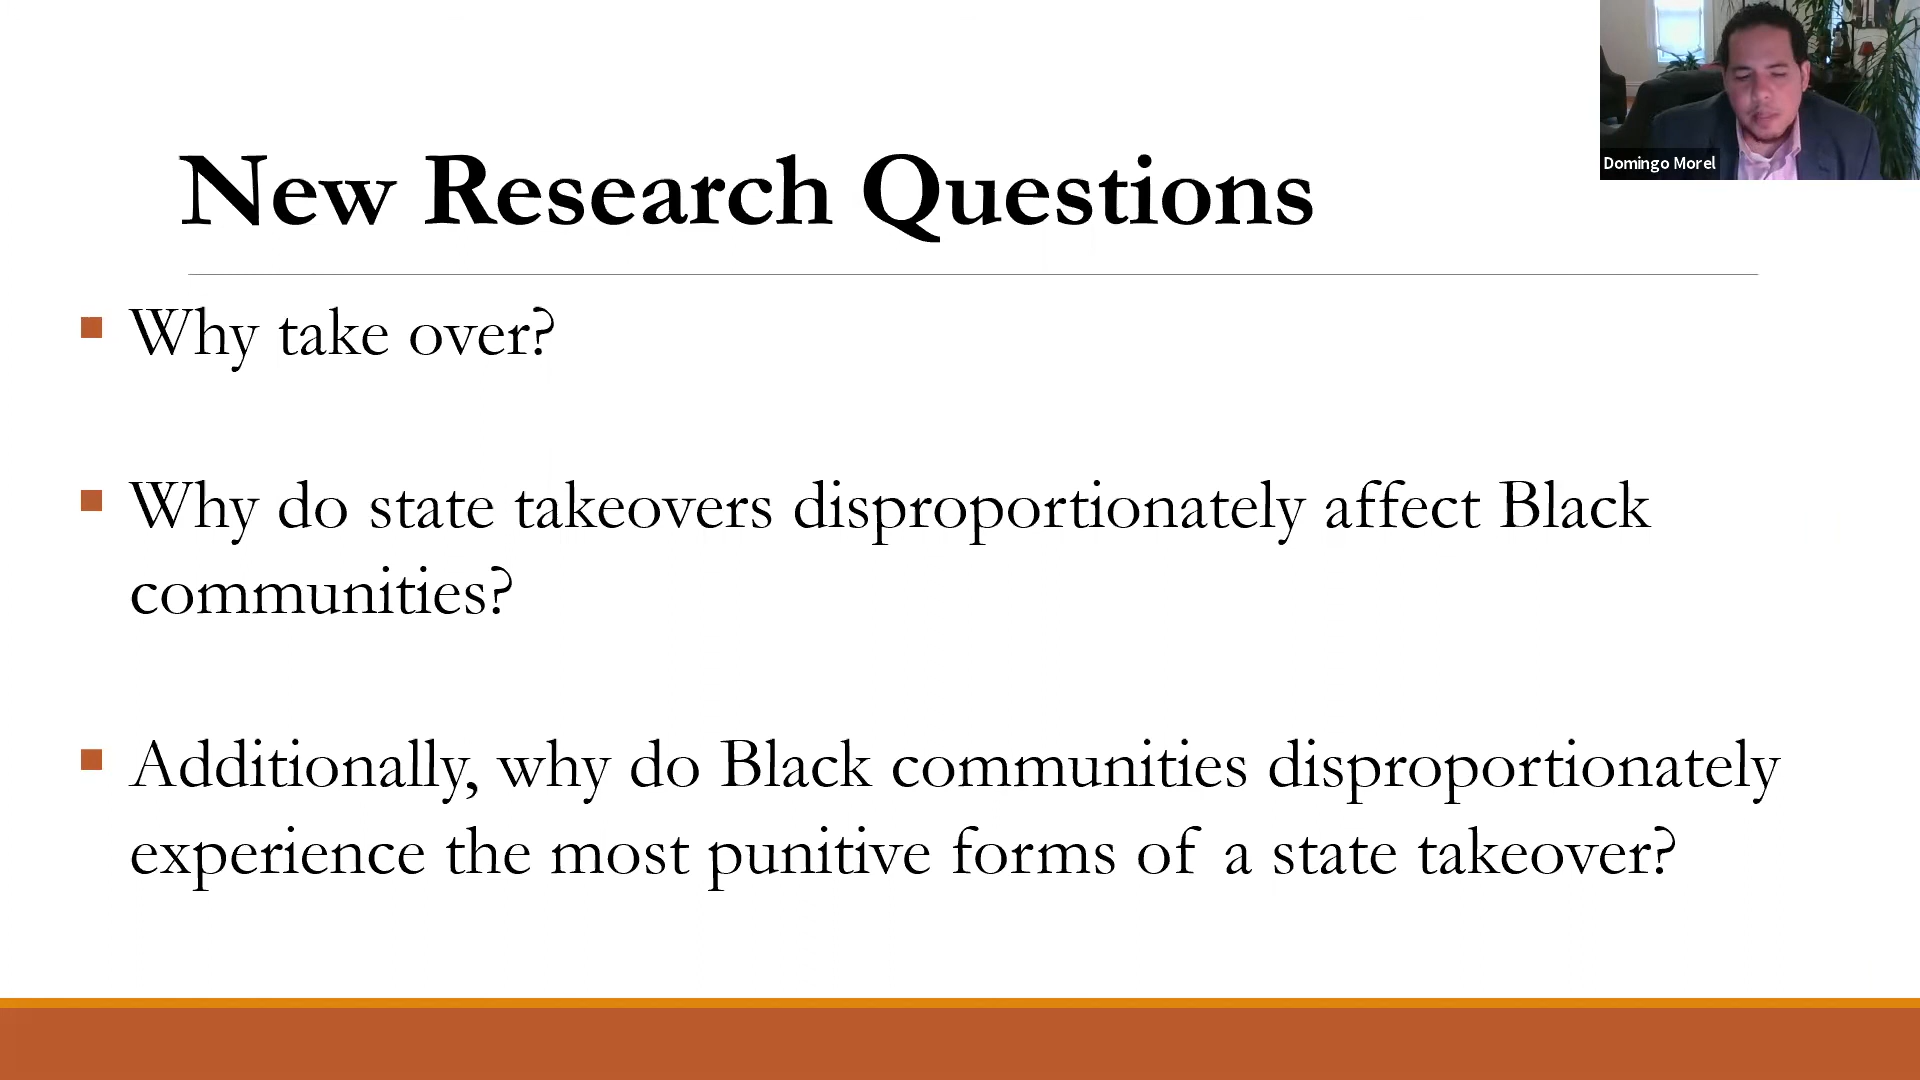 New Research Questions
Domingo Morel
Why take over?
Why do state takeovers disproportionately affect Black
communities?
Additionally, why do Black communities disproportionately
experience the most punitive forms of a state takeover?